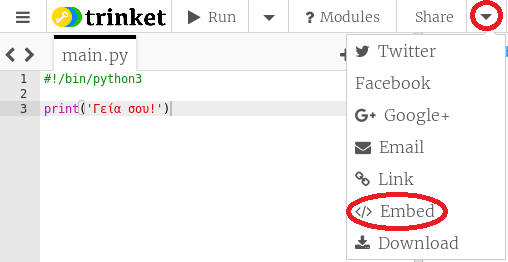 trinket Run ? Modules Share
main.py
1 #!/bin/python3
2
3 print('Γεία σου!')
Twitter
Facebook
G+ Google+
Email
Link
</> Embed
Download